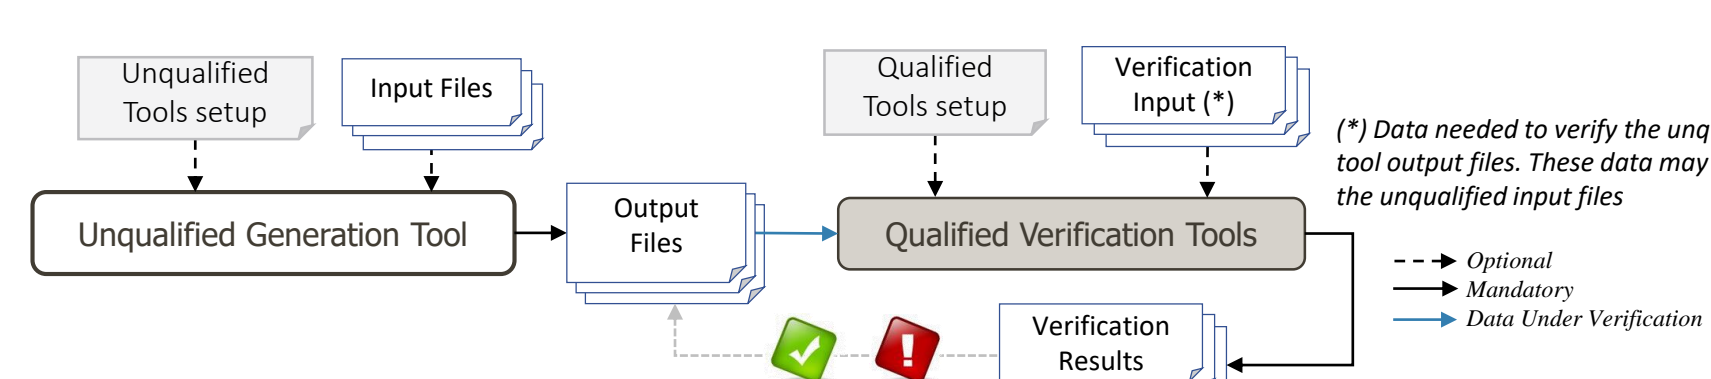 Unqualified
Tools setup
Input Files
Qualified
Tools setup
Verification
Input (*)
(*) Data needed to verify the unq
tool output files. These data may
the unqualified input files
Unqualified Generation Tool
Output
Files
Qualified Verification Tools
Optional
Mandatory
Data Under Verification
Verification
Results